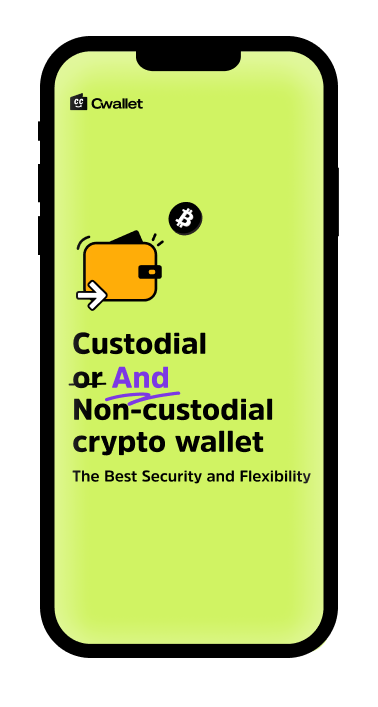 Cwallet
Custodial
or And
Non-custodial
crypto wallet
The Best Security and Flexibility